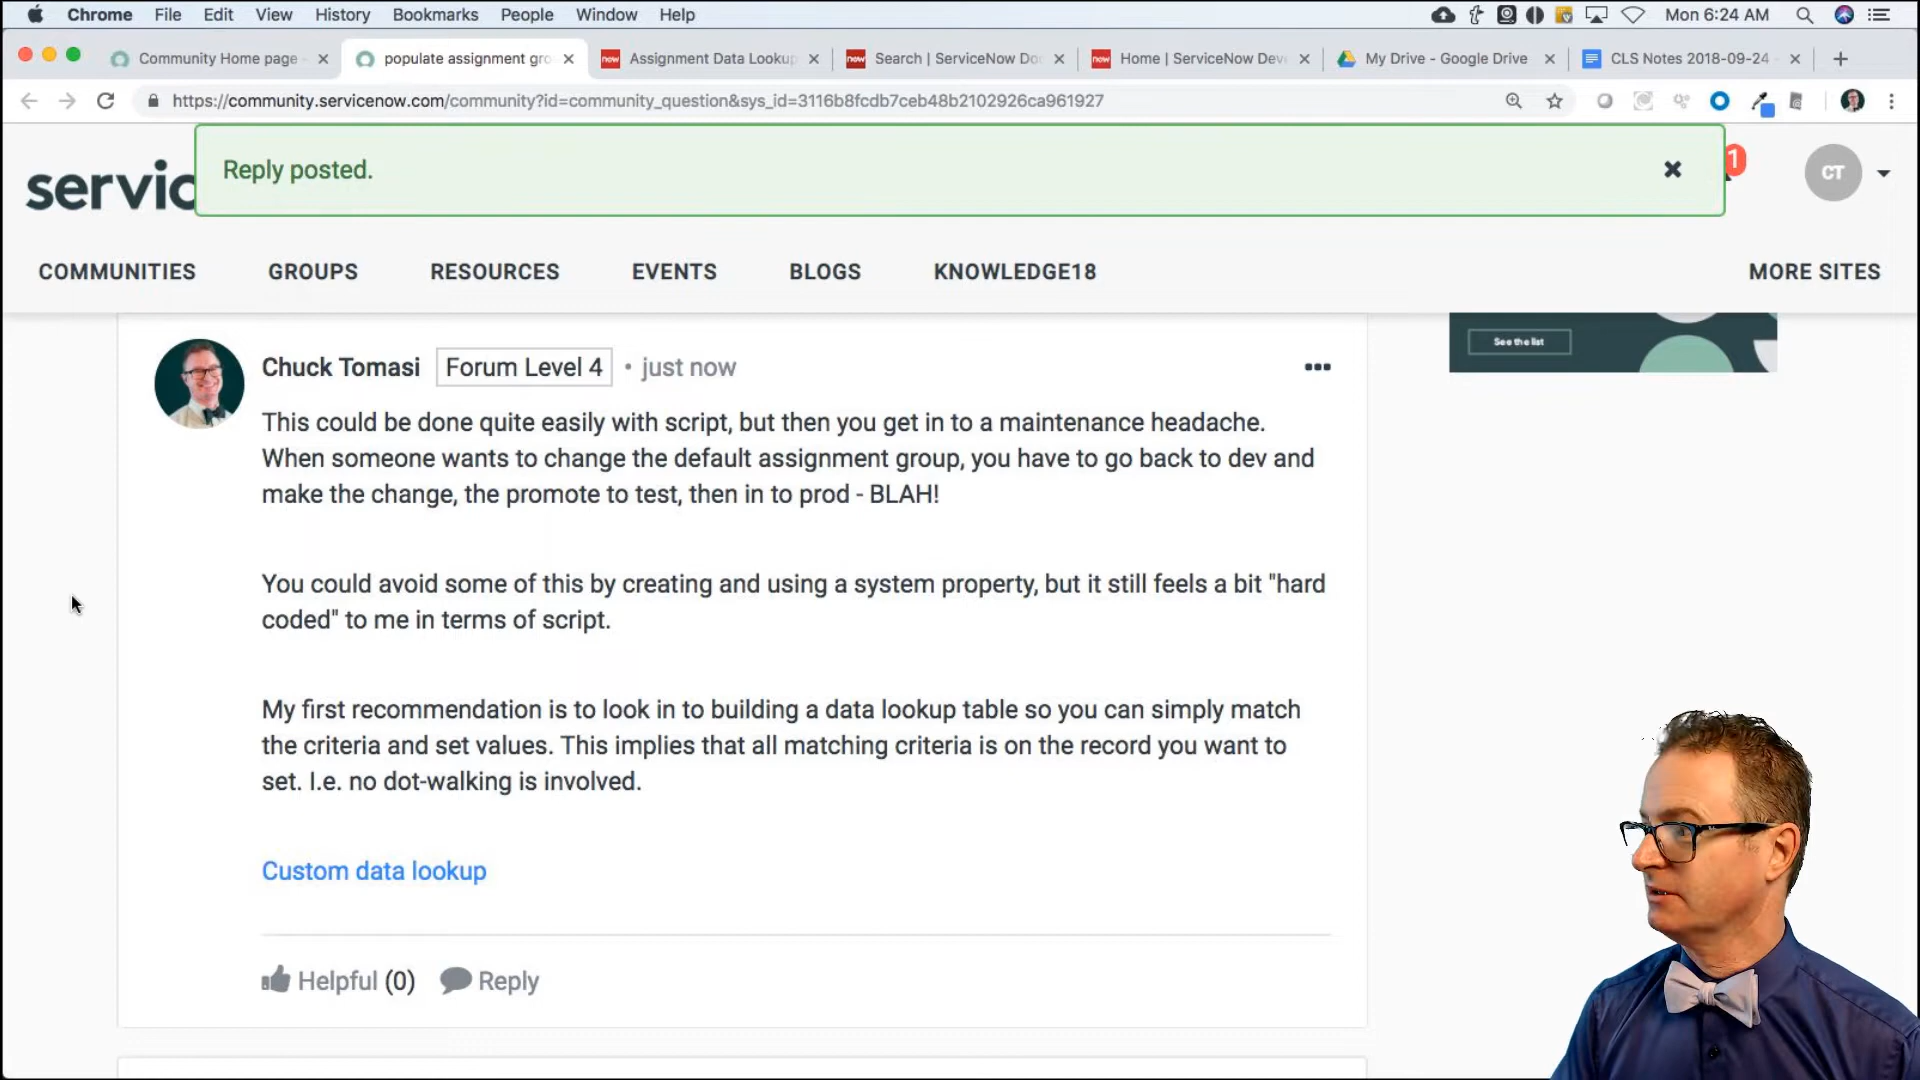 Chrome File Edit View History Bookmarks People Window Help Mon 6:24 AM
Community Home page - populate assignment gro Assignment Data Lookup Search | ServiceNow Do Home | ServiceNow Dev My Drive - Google Drive CLS Notes 2018-09-24 -
https://community.servicenow.com/community?id=community_question&sys_id=3116b8fcdb7ceb48b2102926ca961927
servic
Reply posted.
1
CT
COMMUNITIES GROUPS RESOURCES EVENTS BLOGS KNOWLEDGE18 MORE SITES
See the list
Chuck Tomasi Forum Level 4 • just now
This could be done quite easily with script, but then you get in to a maintenance headache.
When someone wants to change the default assignment group, you have to go back to dev and
make the change, the promote to test, then in to prod - BLAH!
You could avoid some of this by creating and using a system property, but it still feels a bit "hard
coded" to me in terms of script.
My first recommendation is to look in to building a data lookup table so you can simply match
the criteria and set values. This implies that all matching criteria is on the record you want to
set. I.e. no dot-walking is involved.
Custom data lookup
Helpful (0) Reply